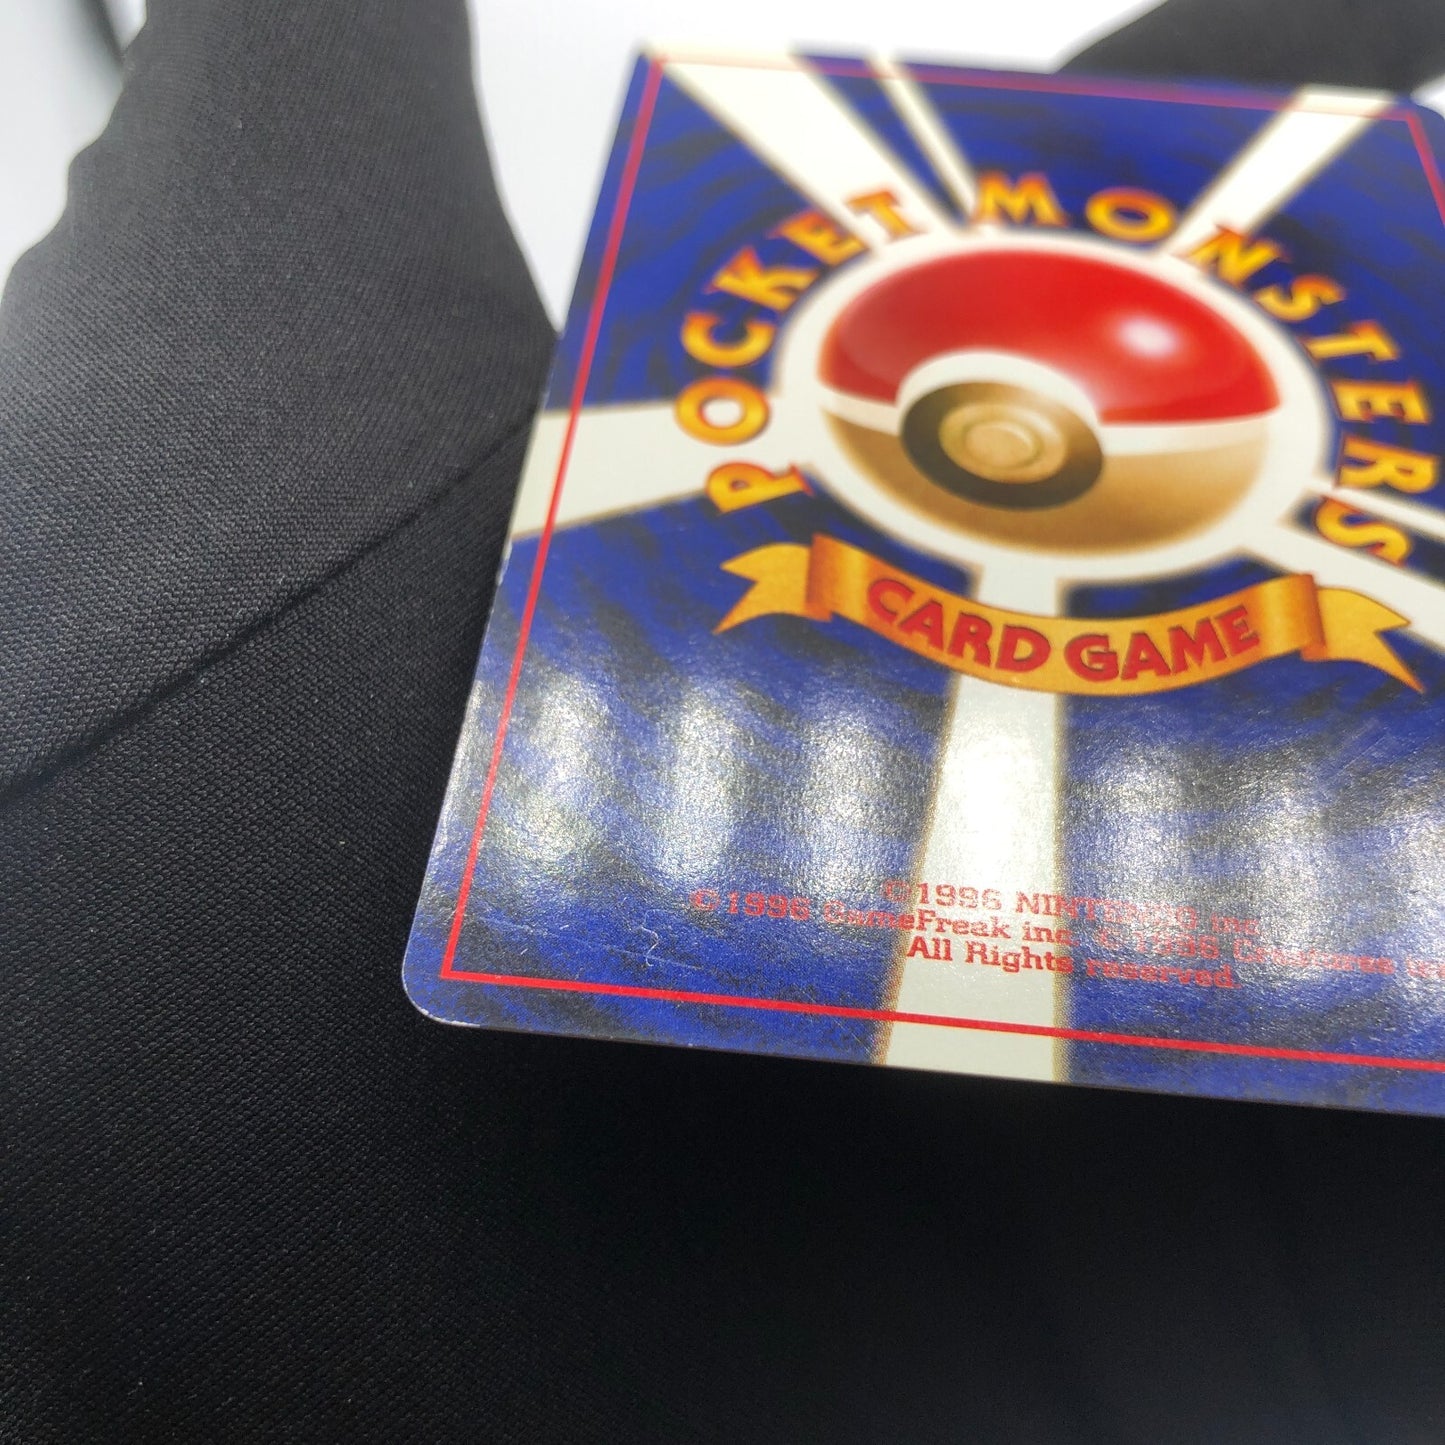 POCKET MONSTERS
CARD GAME
©1996 NINTENDO inc.
©1996 GameFreak inc. ©1996 Creatures inc.
All Rights reserved